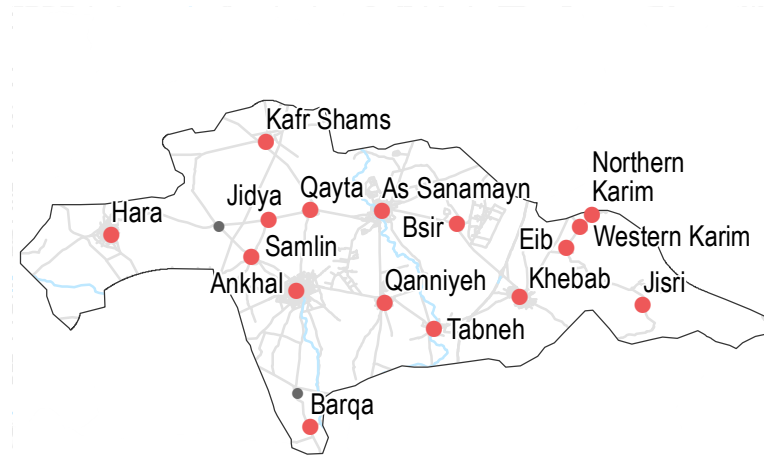 Kafr Shams
Northern
Karim
Hara
Jidya
Qayta
As Sanamayn
Bsir
Eib
Western Karim
Samlin
Ankhal
Qanniyeh
Khebab
Jisri
Tabneh
Barqa